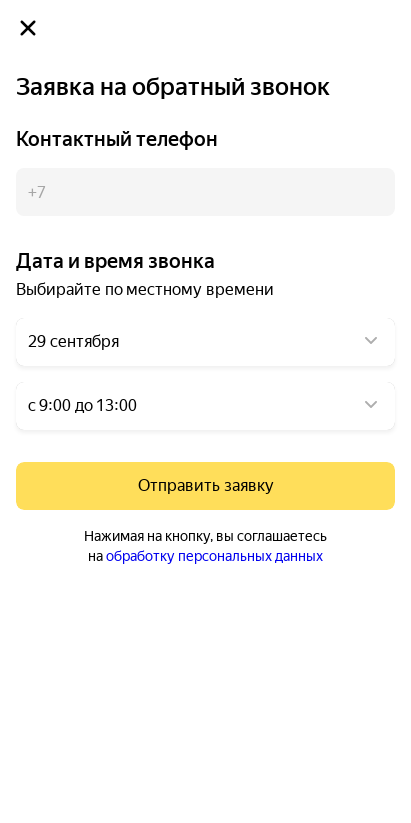 Заявка на обратный звонок
Контактный телефон
+7
Дата и время звонка
Выбирайте по местному времени
29 сентября
с 9:00 до 13:00
Отправить заявку
Нажимая на кнопку, вы соглашаетесь
на обработку персональных данных